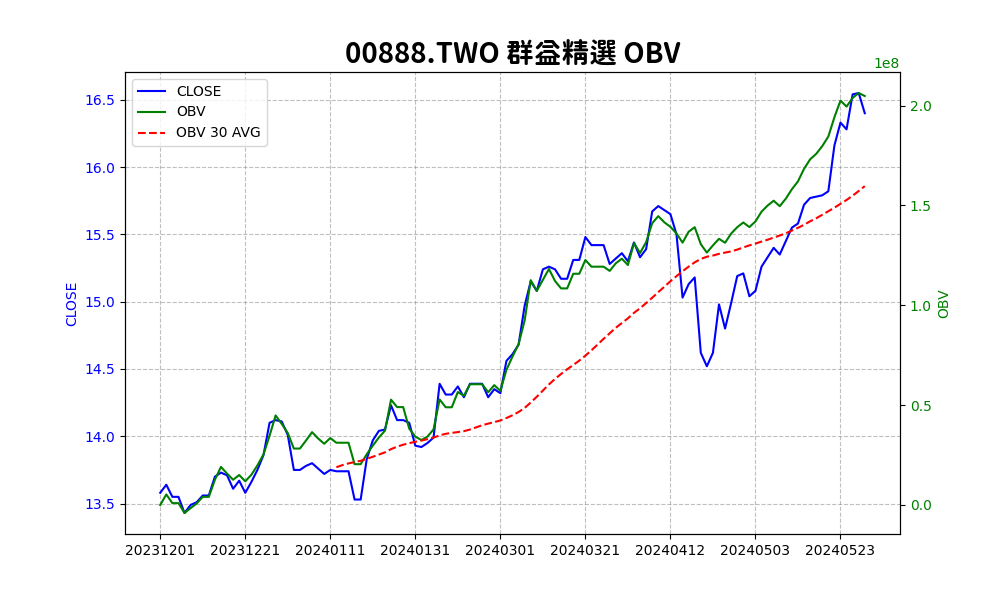 00888.TWO 群益精選 OBV
1e8
CLOSE
OBV
OBV 30 AVG
16.5
16.0
15.5
15.0
14.5
14.0
13.5
CLOSE
2.0
1.5
1.0
0.5
0.0
OBV
20231201 20231221 20240111 20240131 20240301 20240321 20240412 20240503 20240523